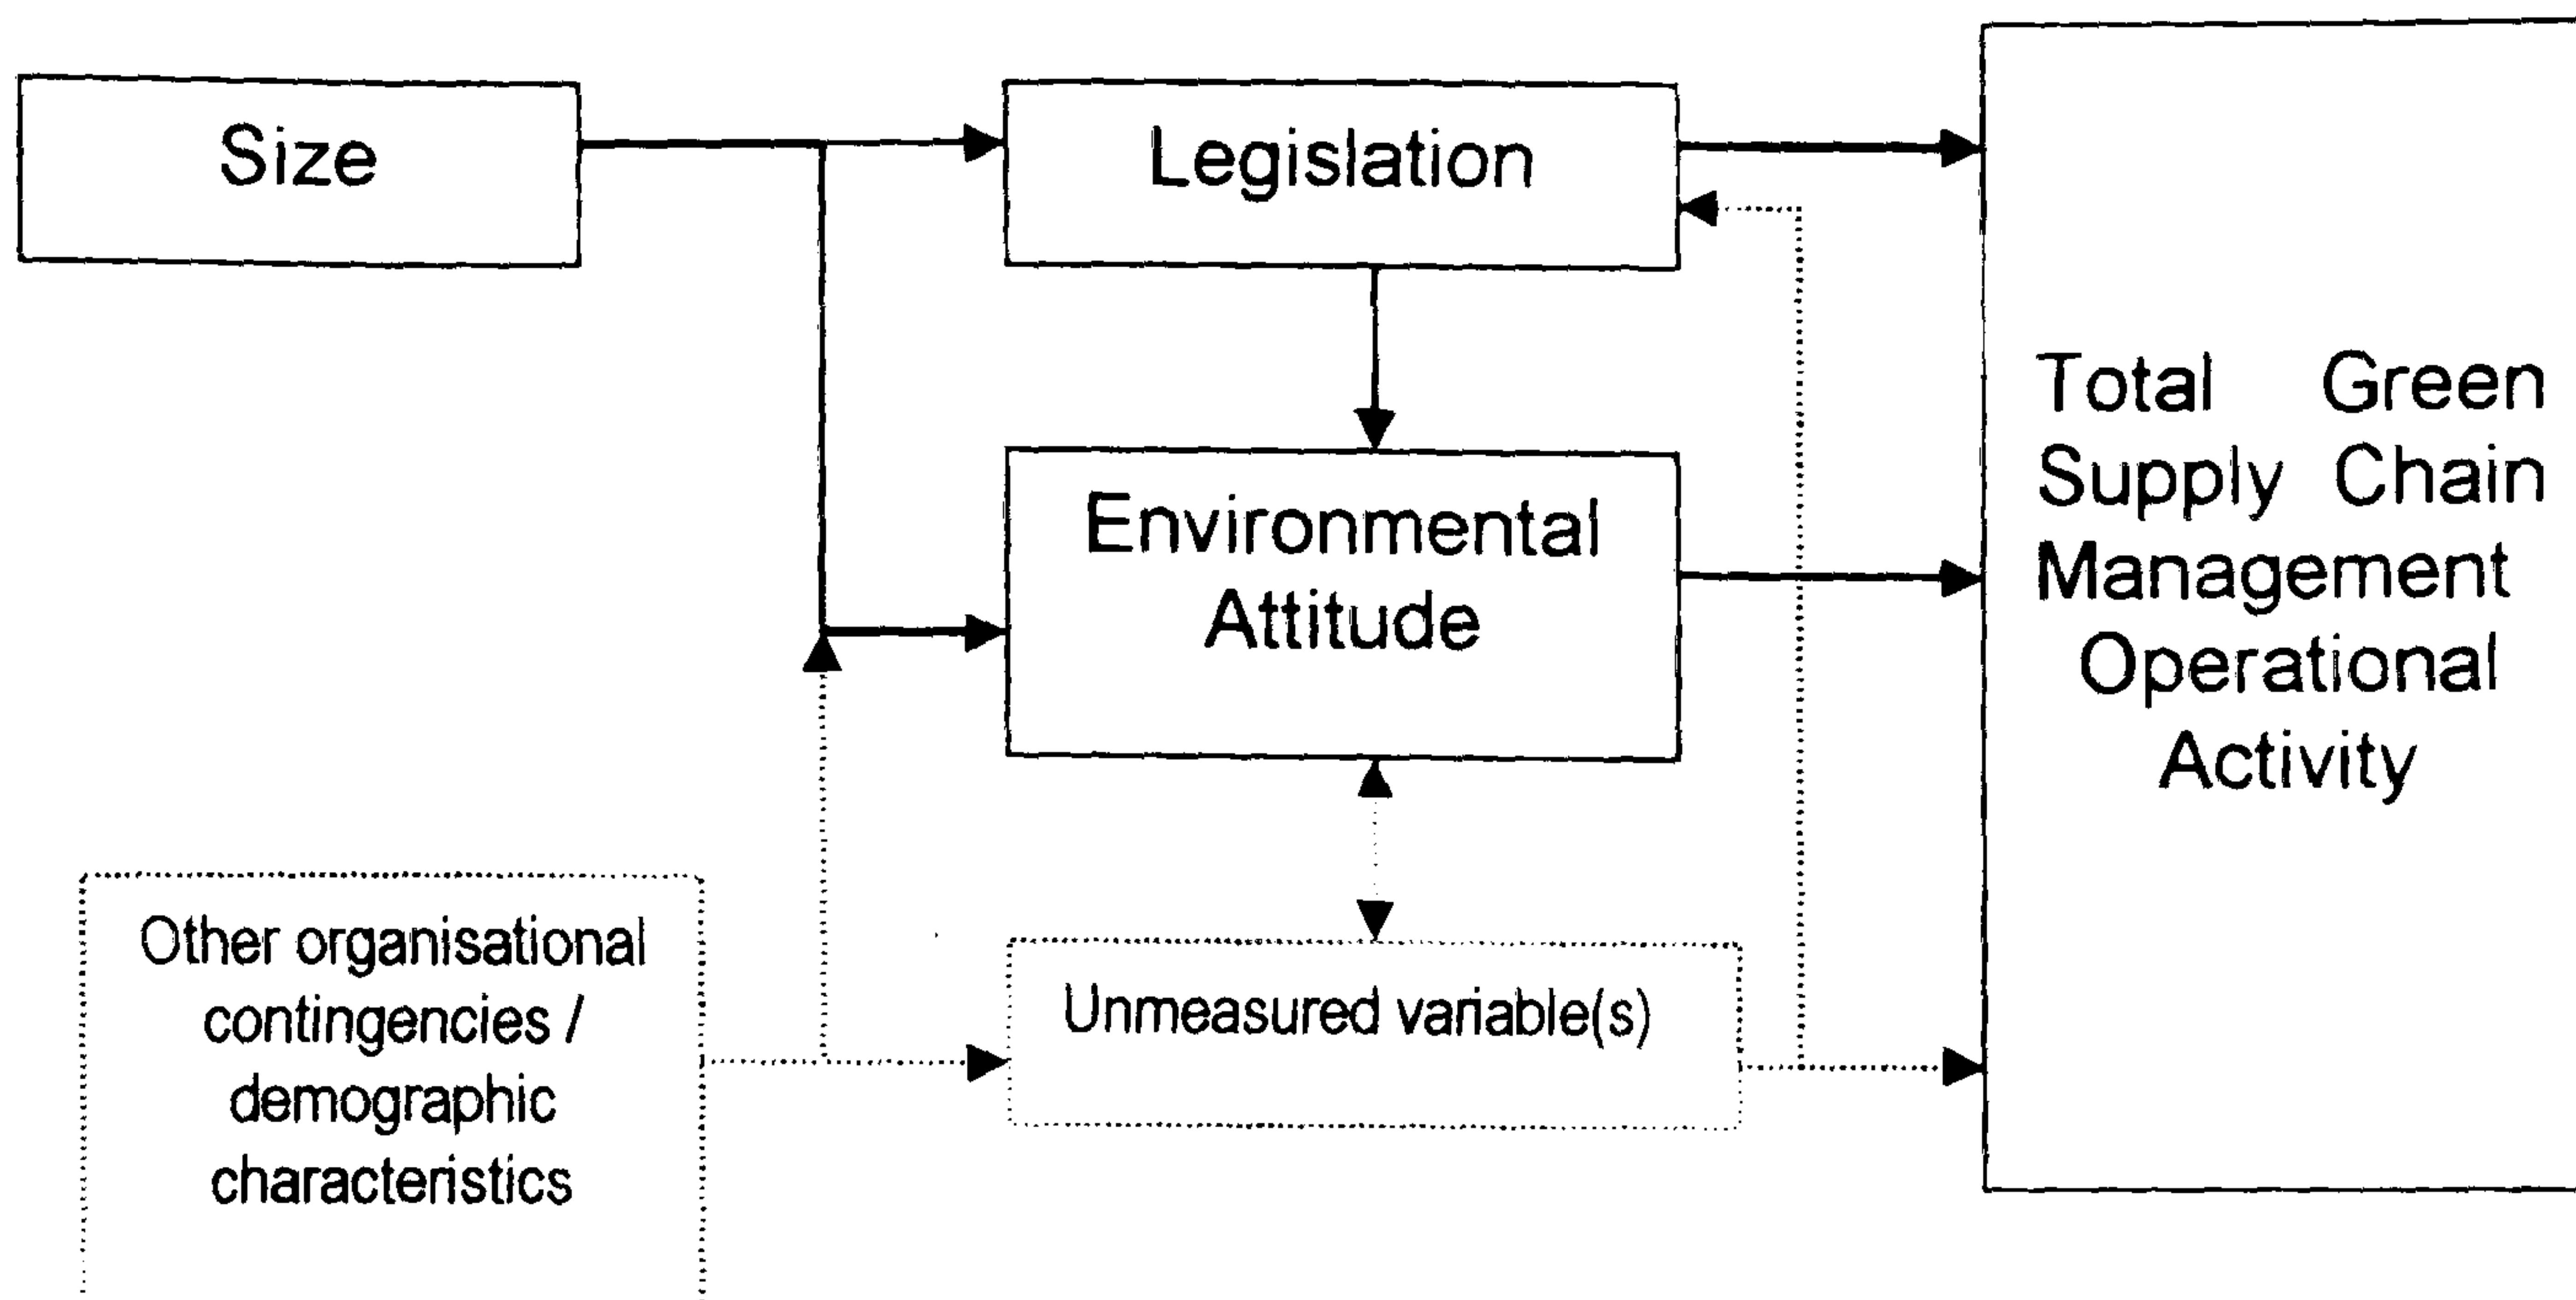 Size
Legislation
Environmental
Attitude
Total Green
Supply Chain
Management
Operational
Activity
Other organisational
contingencies /
demographic
characteristics
Unmeasured variable(s)